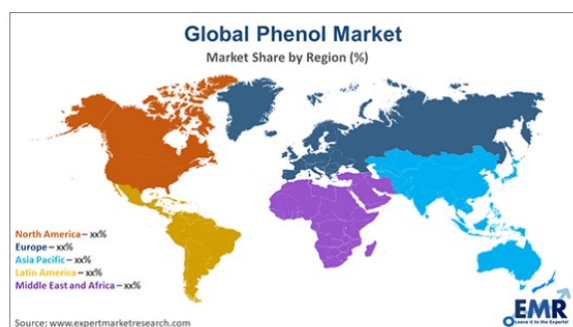 Global Phenol Market
Market Share by Region (%)
North America – xx%
Europe – xx%
Asia Pacific – xx%
Latin America – xx%
Middle East and Africa – xx%
Source: www.expertmarketresearch.com
EMR
Leave it to the Experts!